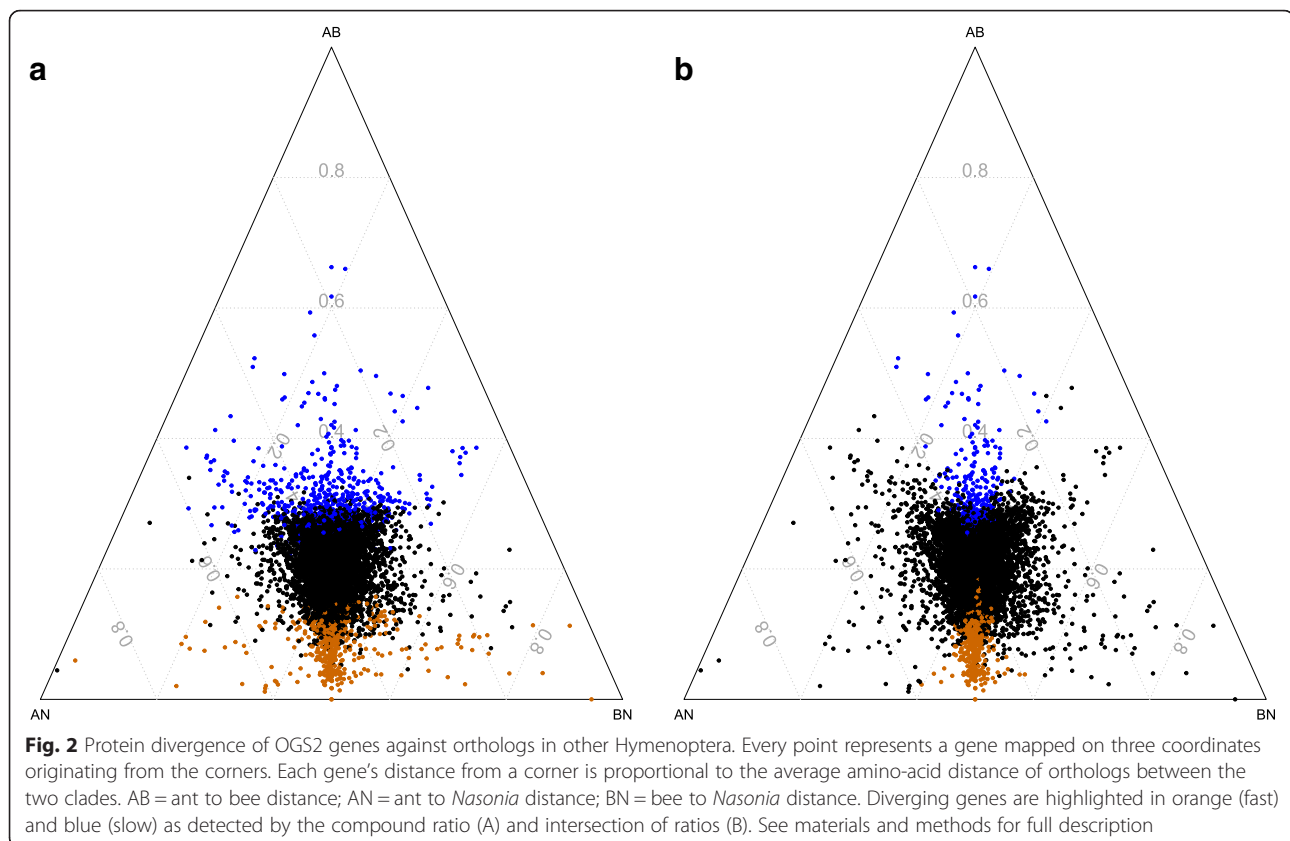 a
AB
0.8
0.6
0.4
0.2
0.2
0.6
0.6
0.8
0.8
AN
BN
b
AB
0.8
0.6
0.4
0.2
0.2
0.6
0.6
0.8
0.8
AN
BN
Fig. 2 Protein divergence of OGS2 genes against orthologs in other Hymenoptera. Every point represents a gene mapped on three coordinates
originating from the corners. Each gene's distance from a corner is proportional to the average amino-acid distance of orthologs between the
two clades. AB = ant to bee distance; AN = ant to Nasonia distance; BN = bee to Nasonia distance. Diverging genes are highlighted in orange (fast)
and blue (slow) as detected by the compound ratio (A) and intersection of ratios (B). See materials and methods for full description